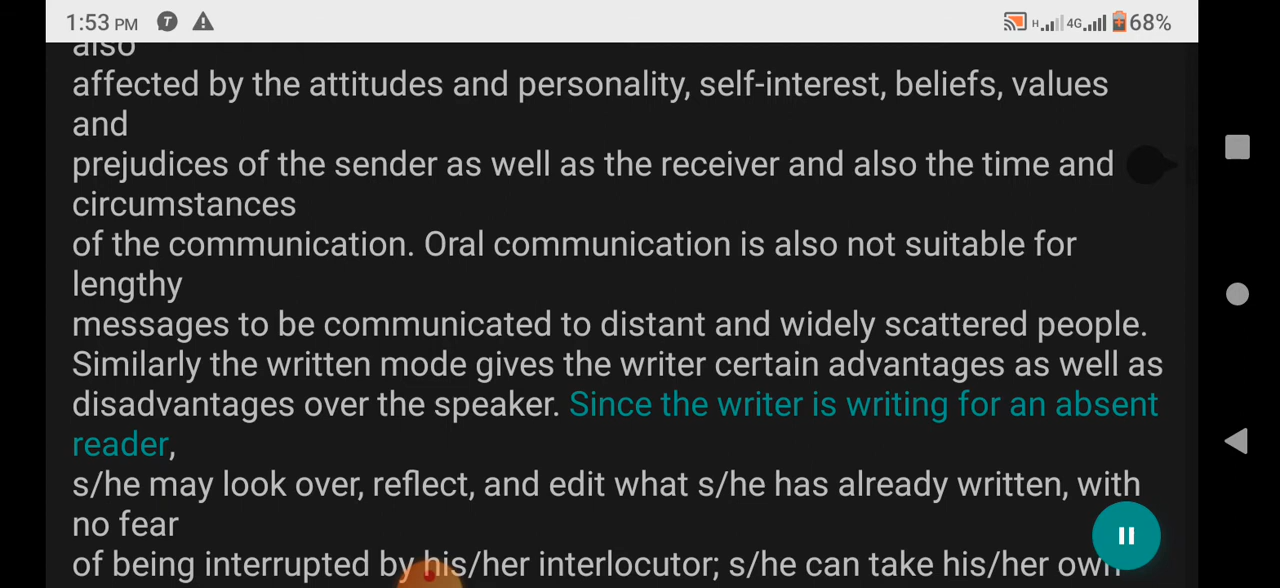 1:53 PM T H 4G 68%
also
affected by the attitudes and personality, self-interest, beliefs, values
and
prejudices of the sender as well as the receiver and also the time and
circumstances
of the communication. Oral communication is also not suitable for
lengthy
messages to be communicated to distant and widely scattered people.
Similarly the written mode gives the writer certain advantages as well as
disadvantages over the speaker. Since the writer is writing for an absent
reader,
s/he may look over, reflect, and edit what s/he has already written, with
no fear
of being interrupted by his/her interlocutor; s/he can take his/her own